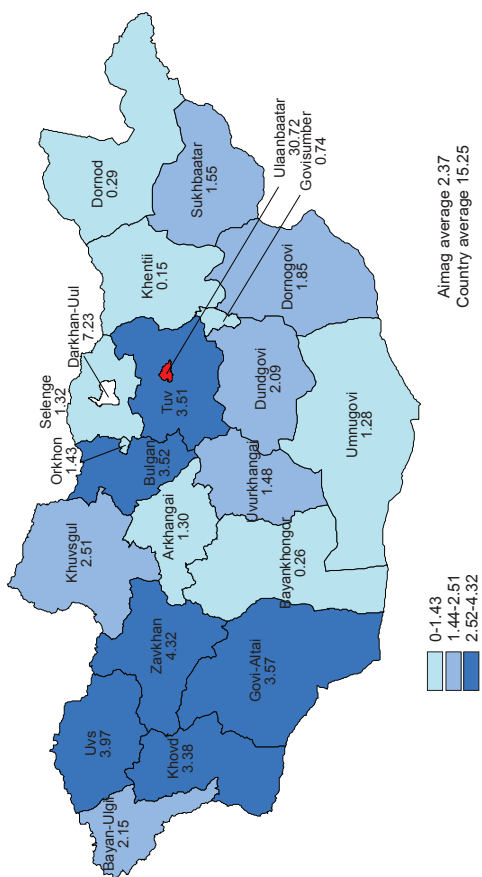 Bayan-Ulgii
2.15
Uvs
3.97
Khovd
3.38
Zavkhan
4.32
Govi-Altai
3.57
Khuvsgul
2.51
Arkhangai
1.30
Bayankhongor
0.26
Orkhon
1.43
Bulgan
3.52
Uvurkhangai
1.48
Selenge
1.32
Darkhan-Uul
7.23
Tuv
3.51
Dundgovi
2.09
Umnugovi
1.28
Khentii
0.15
Dornod
0.29
Sukhbaatar
1.55
Dornogovi
1.85
Ulaanbaatar
30.72
Govisumber
0.74
0-1.43
1.44-2.51
2.52-4.32
Aimag average 2.37
Country average 15.25